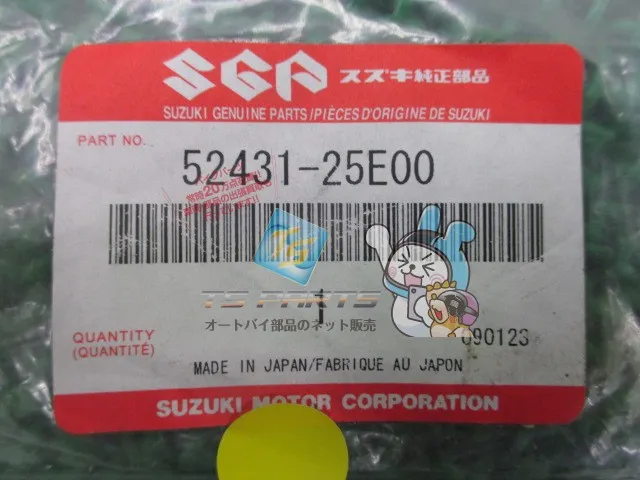 SGP スズキ純正部品
SUZUKI GENUINE PARTS/PIÈCES D'ORIGINE DE SUZUKI
PART NO. 52431-25E00
TS PARTS
オートバイ部品のネット販売
QUANTITY 1
(QUANTITÉ) 090123
MADE IN JAPAN/FABRIQUE AU JAPON
SUZUKI MOTOR CORPORATION